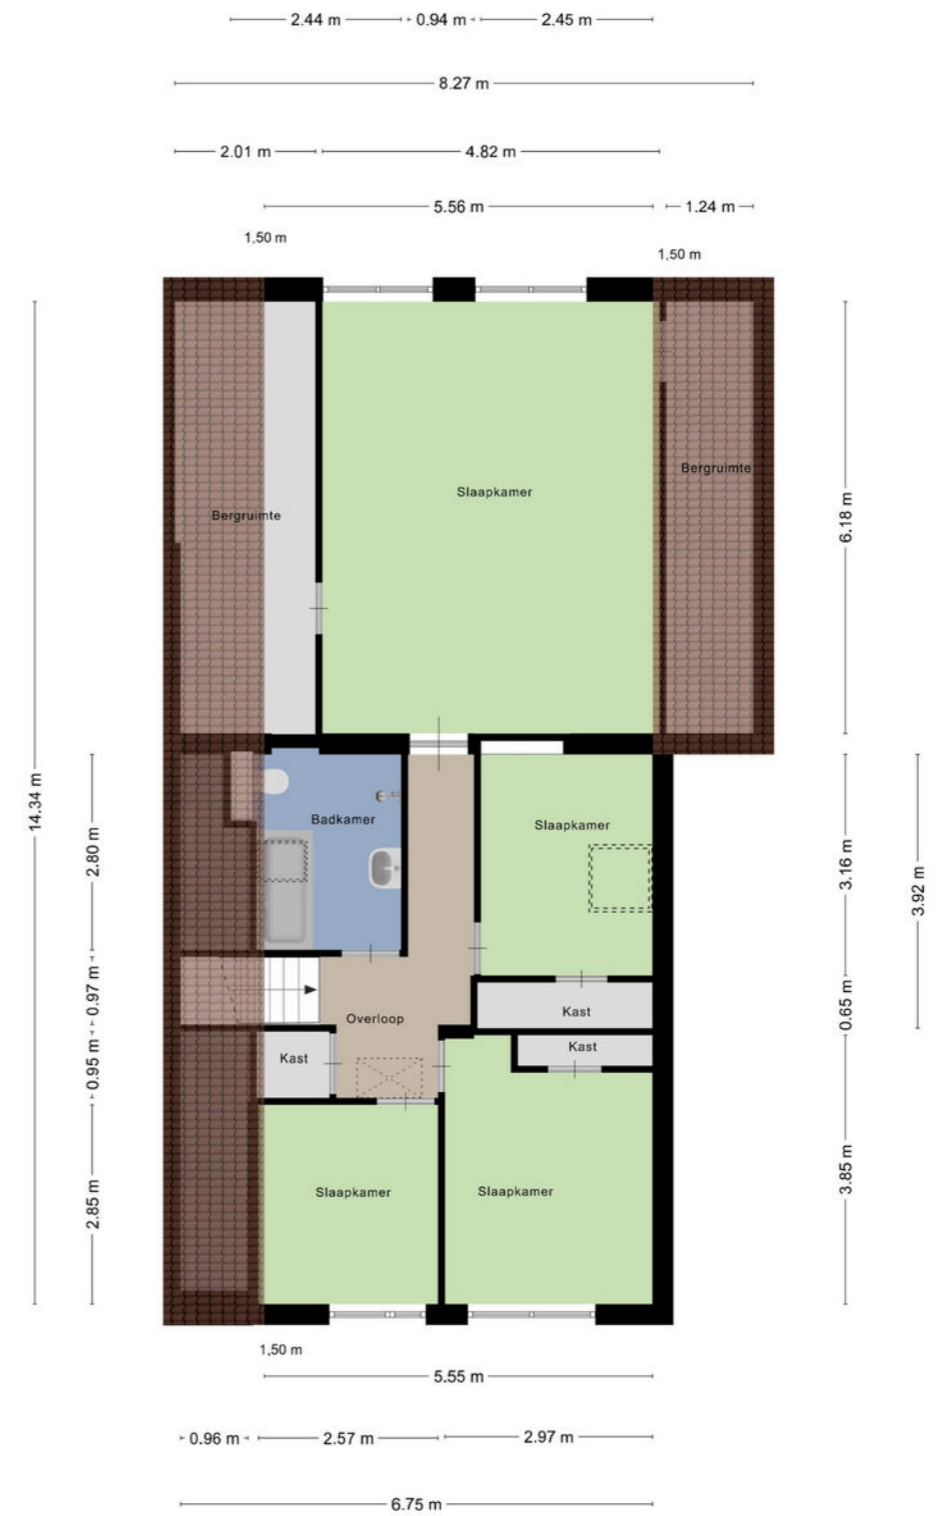 2.44 m 0.94 m 2.45 m
8.27 m
2.01 m 4.82 m
5.56 m 1.24 m
1,50 m
1,50 m
Bergruimte
Slaapkamer
Bergruimte
6.18 m
14.34 m
2.80 m
Badkamer
Slaapkamer
3.16 m
3.92 m
0.97 m
Overloop
Kast
0.65 m
Kast
Kast
0.95 m
2.85 m
Slaapkamer
Slaapkamer
3.85 m
1,50 m
5.55 m
0.96 m 2.57 m 2.97 m
6.75 m